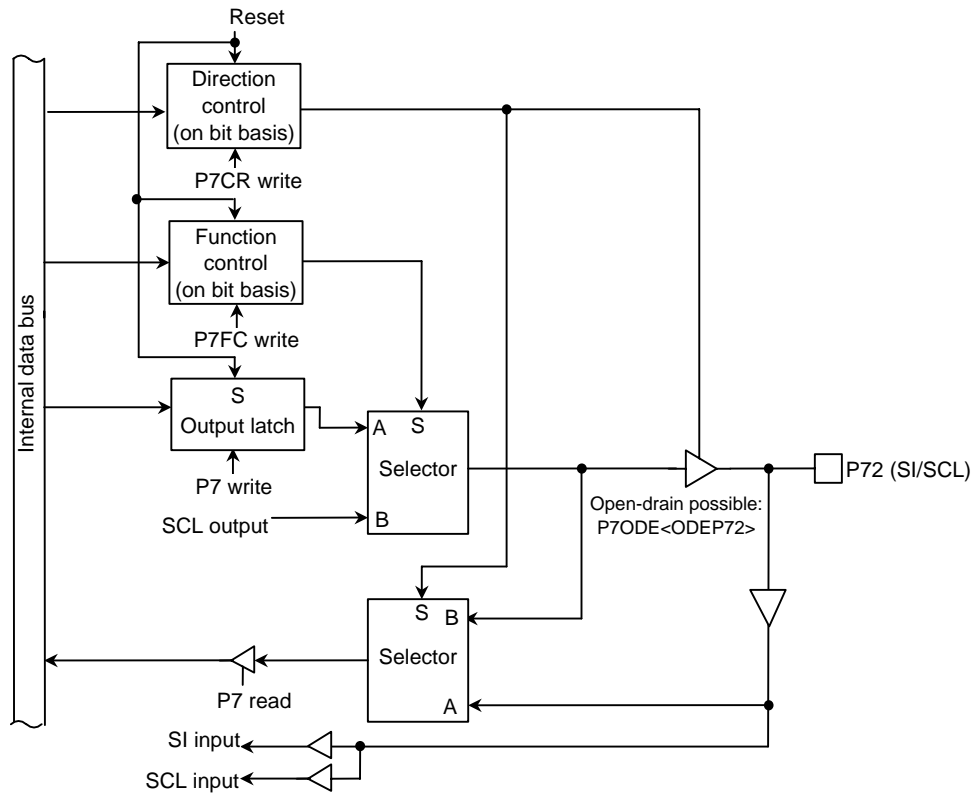 Reset
Direction
control
(on bit basis)
P7CR write
Function
control
(on bit basis)
P7FC write
Internal data bus
S
Output latch
P7 write
A
S
Selector
B
SCL output
P72 (SI/SCL)
Open-drain possible:
P7ODE<ODEP72>
S
B
Selector
A
P7 read
SI input
SCL input